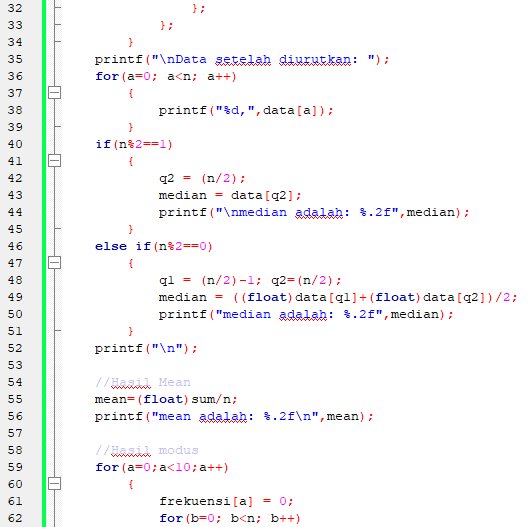 32 };
33 };
34 }
35 printf("\nData setelah diurutkan: ");
36 for(a=0; a<n; a++)
37 {
38 printf("%d,",data[a]);
39 }
40 if(n%2==1)
41 {
42 q2 = (n/2);
43 median = data[q2];
44 printf("\nmedian adalah: %.2f",median);
45 }
46 else if(n%2==0)
47 {
48 q1 = (n/2)-1; q2=(n/2);
49 median = ((float)data[q1]+(float)data[q2])/2;
50 printf("median adalah: %.2f",median);
51 }
52 printf("\n");
53
54 //Hasil Mean
55 mean=(float)sum/n;
56 printf("mean adalah: %.2f\n",mean);
57
58 //Hasil modus
59 for(a=0;a<10;a++)
60 {
61 frekuensi[a] = 0;
62 for(b=0; b<n; b++)